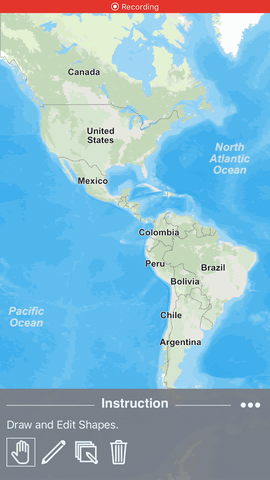 Recording
Canada
United
States
North
Atlantic
Ocean
Mexico
Colombia
Peru
Brazil
Bolivia
Pacific
Ocean
Chile
Argentina
Instruction
Draw and Edit Shapes.